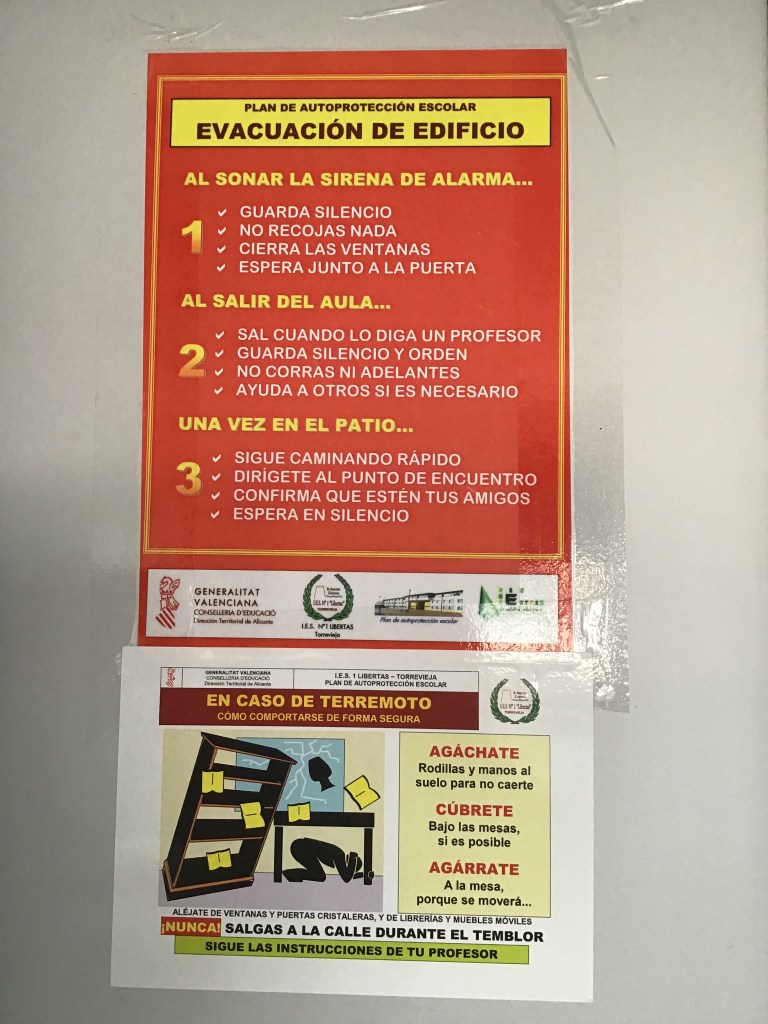 PLAN DE AUTOPROTECCIÓN ESCOLAR
EVACUACIÓN DE EDIFICIO
AL SONAR LA SIRENA DE ALARMA...
1
GUARDA SILENCIO
NO RECOJAS NADA
CIERRA LAS VENTANAS
ESPERA JUNTO A LA PUERTA
AL SALIR DEL AULA...
2
SAL CUANDO LO DIGA UN PROFESOR
GUARDA SILENCIO Y ORDEN
NO CORRAS NI ADELANTES
AYUDA A OTROS SI ES NECESARIO
UNA VEZ EN EL PATIO...
3
SIGUE CAMINANDO RÁPIDO
DIRÍGETE AL PUNTO DE ENCUENTRO
CONFIRMA QUE ESTÉN TUS AMIGOS
ESPERA EN SILENCIO
GENERALITAT
VALENCIANA
CONSELLERIA D'EDUCACIÓ
Dirección Territorial de Alicante
I.E.S. Nº1 LIBERTAS
Torrevieja
Plan de autoprotección escolar
GENERALITAT VALENCIANA
CONSELLERIA D'EDUCACIÓ
Dirección Territorial de Alicante
I.E.S. 1 LIBERTAS – TORREVIEJA
PLAN DE AUTOPROTECCIÓN ESCOLAR
EN CASO DE TERREMOTO
CÓMO COMPORTARSE DE FORMA SEGURA
AGÁCHATE
Rodillas y manos al
suelo para no caerte
CÚBRETE
Bajo las mesas,
si es posible
AGÁRRATE
A la mesa,
porque se moverá...
ALÉJATE DE VENTANAS Y PUERTAS CRISTALERAS, Y DE LIBRERÍAS Y MUEBLES MÓVILES
¡NUNCA! SALGAS A LA CALLE DURANTE EL TEMBLOR
SIGUE LAS INSTRUCCIONES DE TU PROFESOR